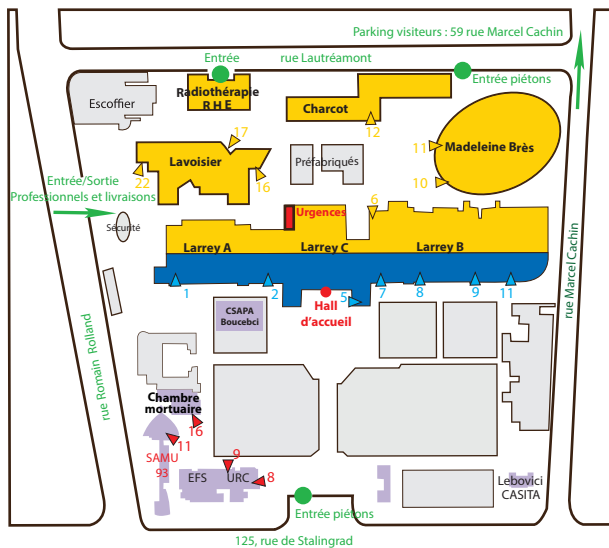 Parking visiteurs : 59 rue Marcel Cachin
Entrée
rue Lautréamont
Entrée piétons
Escoffier
Radiothérapie
R H E
Charcot
12
17
Lavoisier
22
16
Préfabriqués
11
Madeleine Brès
10
Entrée/Sortie
Professionnels et livraisons
Sécurité
Urgences
6
Larrey A
Larrey C
Larrey B
1
2
5
7
8
9
11
Hall
d'accueil
CSAPA
Boucebci
rue Marcel Cachin
rue Romain Rolland
Chambre
mortuaire
16
11
SAMU
93
9
EFS
URC
8
Lebovici
CASITA
Entrée piétons
125, rue de Stalingrad